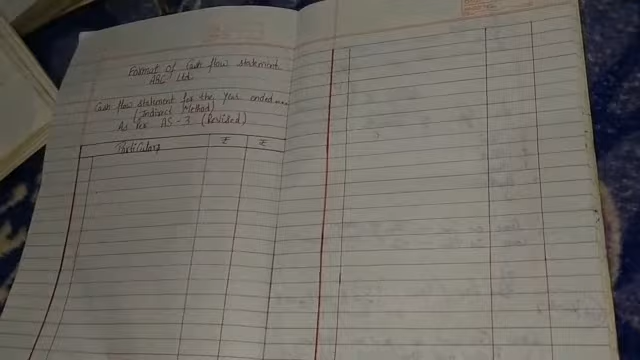 Format of Cash flow statement
ABC Ltd.
Cash flow statement for the Year ended
(Indirect Method)
As Per AS-3 (Revised)
Particulars ₹ ₹